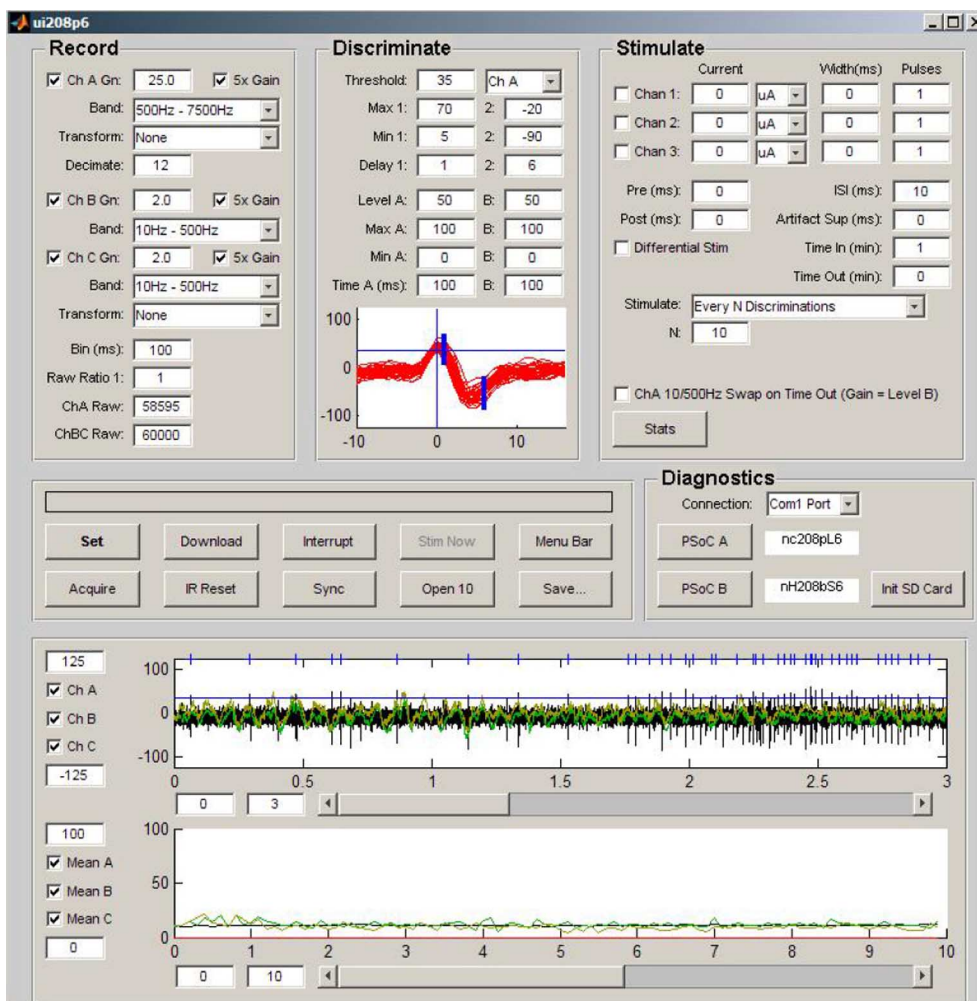 ui208p6
Record
Ch A Gn: 25.0 5x Gain
Band: 500Hz - 7500Hz
Transform: None
Decimate: 12
Ch B Gn: 2.0 5x Gain
Band: 10Hz - 500Hz
Ch C Gn: 2.0 5x Gain
Band: 10Hz - 500Hz
Transform: None
Bin (ms): 100
Raw Ratio 1: 1
ChA Raw: 58595
ChBC Raw: 60000
Discriminate
Threshold: 35 Ch A
Max 1: 70 2: -20
Min 1: 5 2: -90
Delay 1: 1 2: 6
Level A: 50 B: 50
Max A: 100 B: 100
Min A: 0 B: 0
Time A (ms): 100 B: 100
100
0
-100
-10 0 10
Stimulate
Current Width(ms) Pulses
Chan 1: 0 uA 0 1
Chan 2: 0 uA 0 1
Chan 3: 0 uA 0 1
Pre (ms): 0 ISI (ms): 10
Post (ms): 0 Artifact Sup (ms): 0
Differential Stim Time In (min): 1
Time Out (min): 0
Stimulate: Every N Discriminations
N: 10
ChA 10/500Hz Swap on Time Out (Gain = Level B)
Stats
Set Download Interrupt Stim Now Menu Bar
Acquire IR Reset Sync Open 10 Save...
Diagnostics
Connection: Com1 Port
PSoC A nc208pL6
PSoC B nH208bS6 Init SD Card
125
Ch A
Ch B
Ch C
-125
100
0
-100
0 0.5 1 1.5 2 2.5 3
0 3
100
Mean A
Mean B
Mean C
0
100
50
0
0 1 2 3 4 5 6 7 8 9 10
0 10